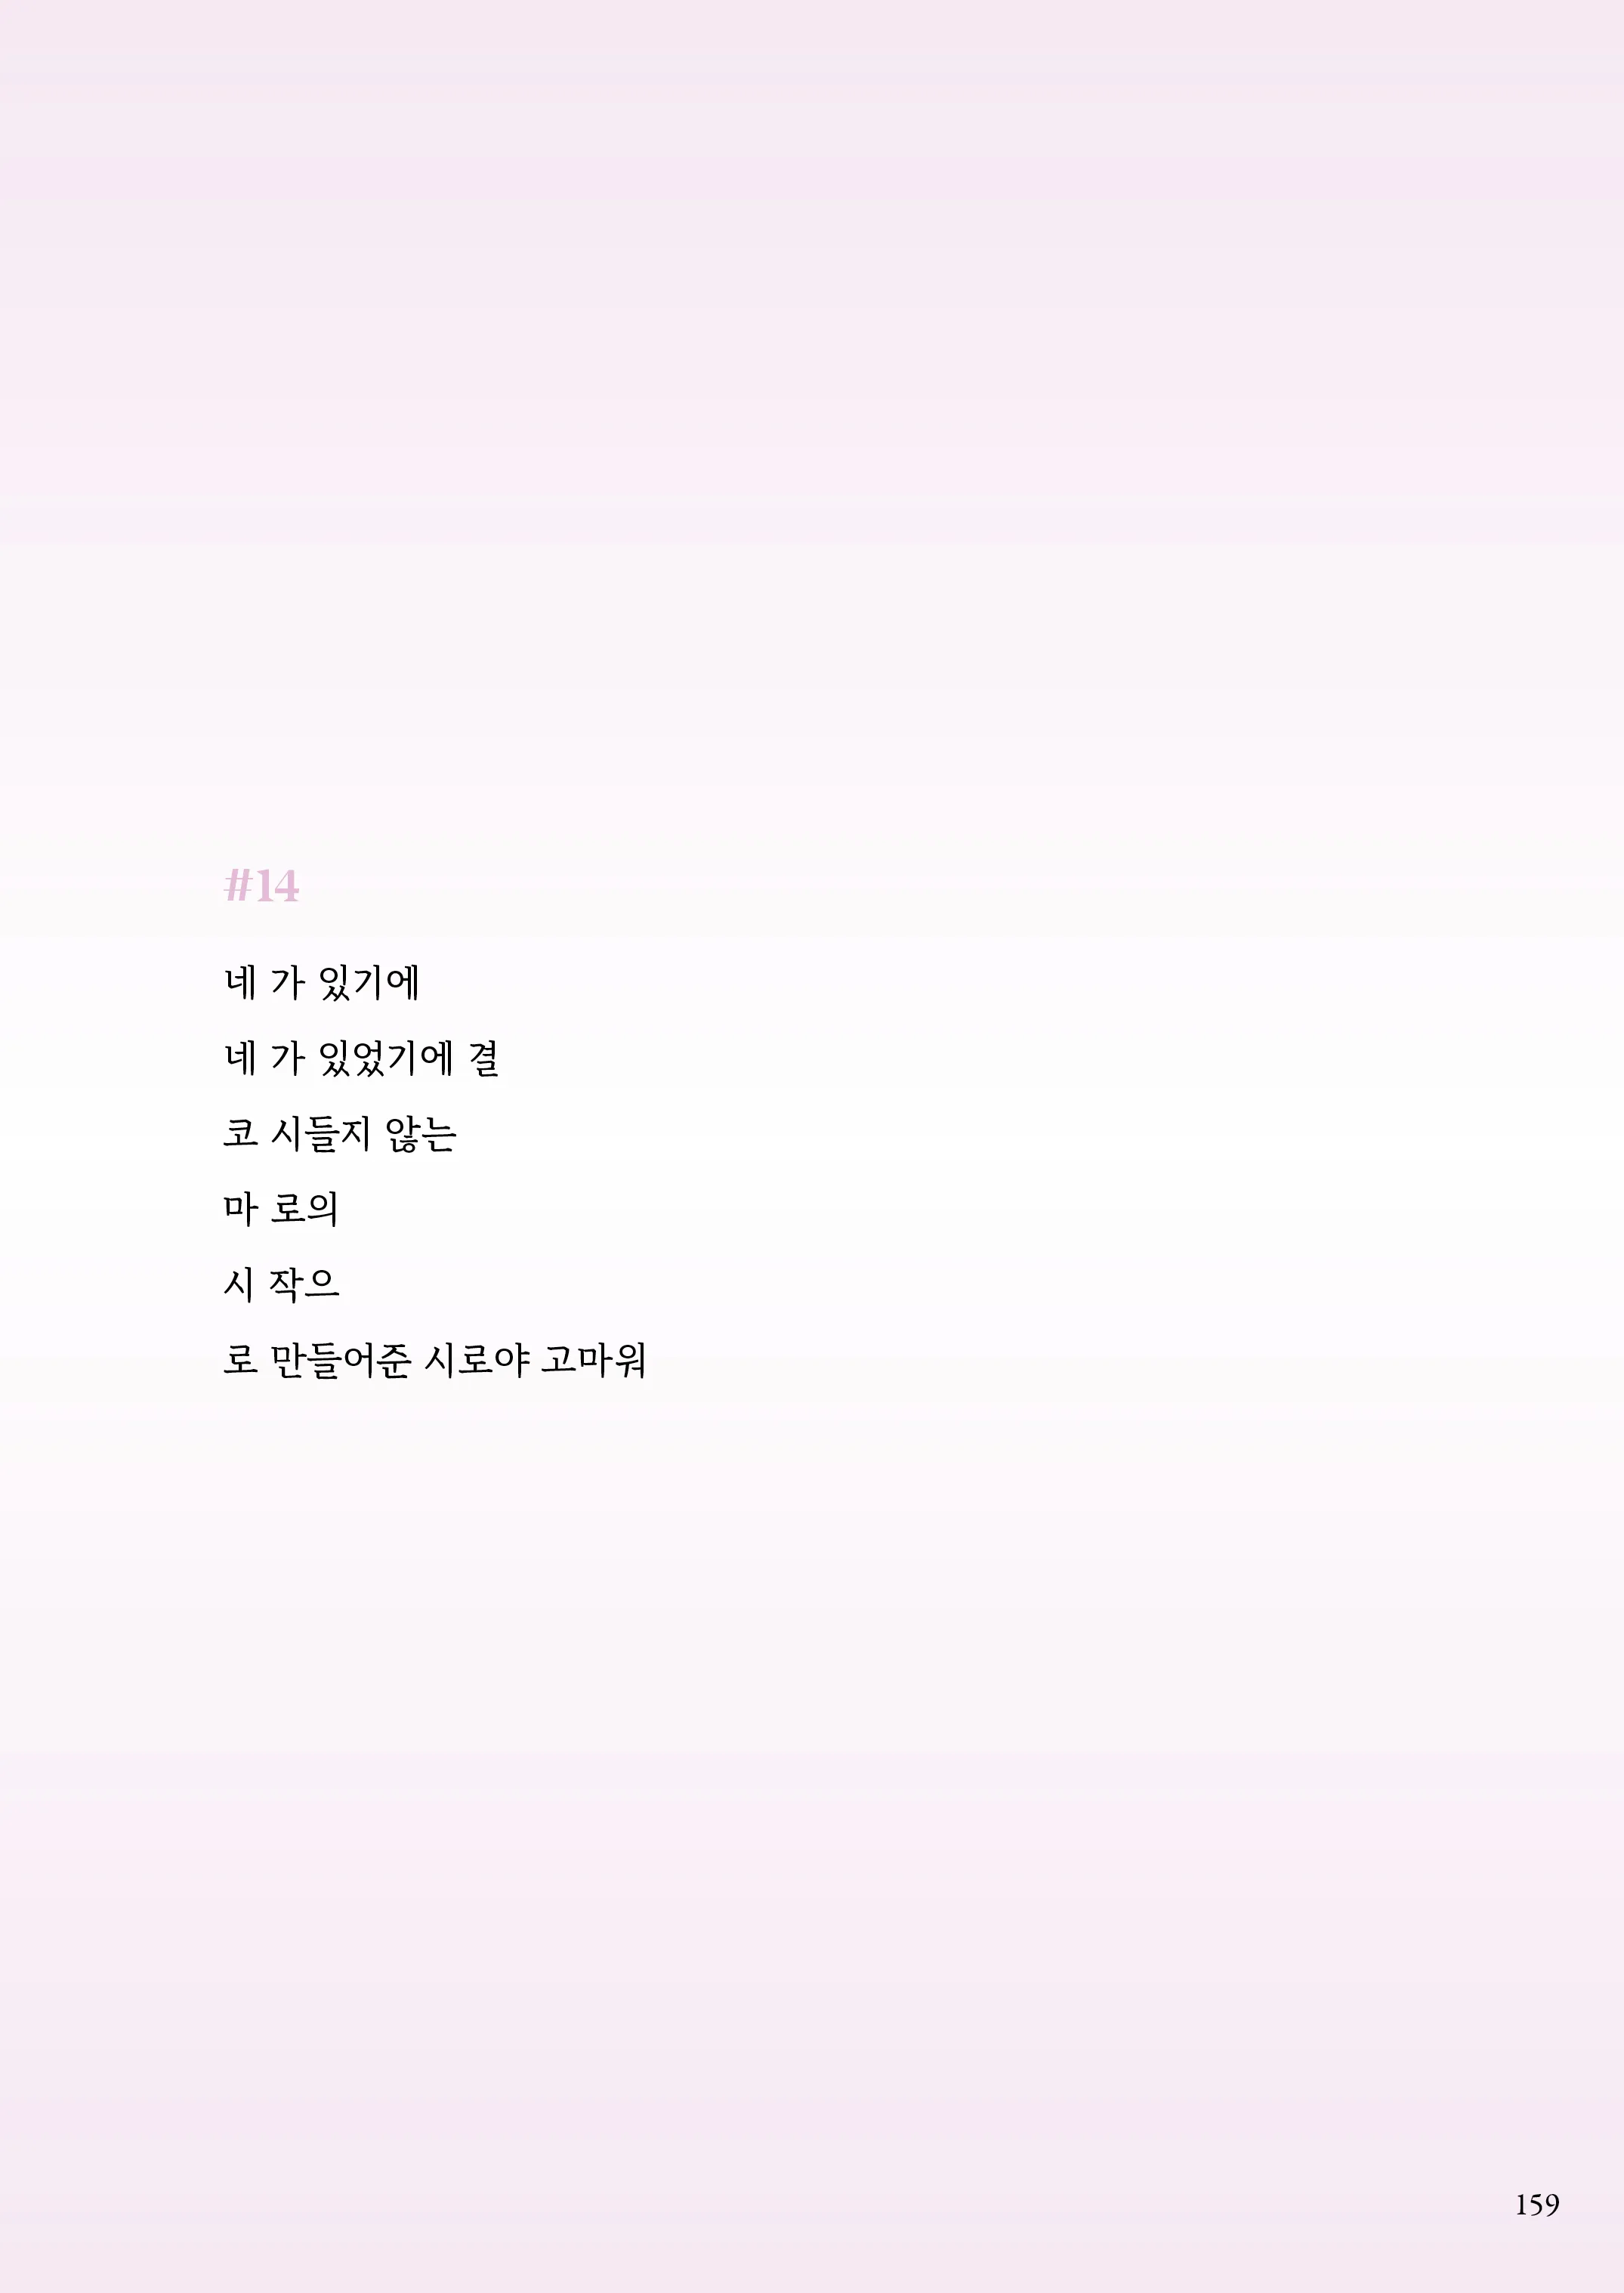 #14
네 가 있기에
네 가 있었기에 결
코 시들지 않는
마 로의
시 작으
로 만들어준 시로야 고마워
159